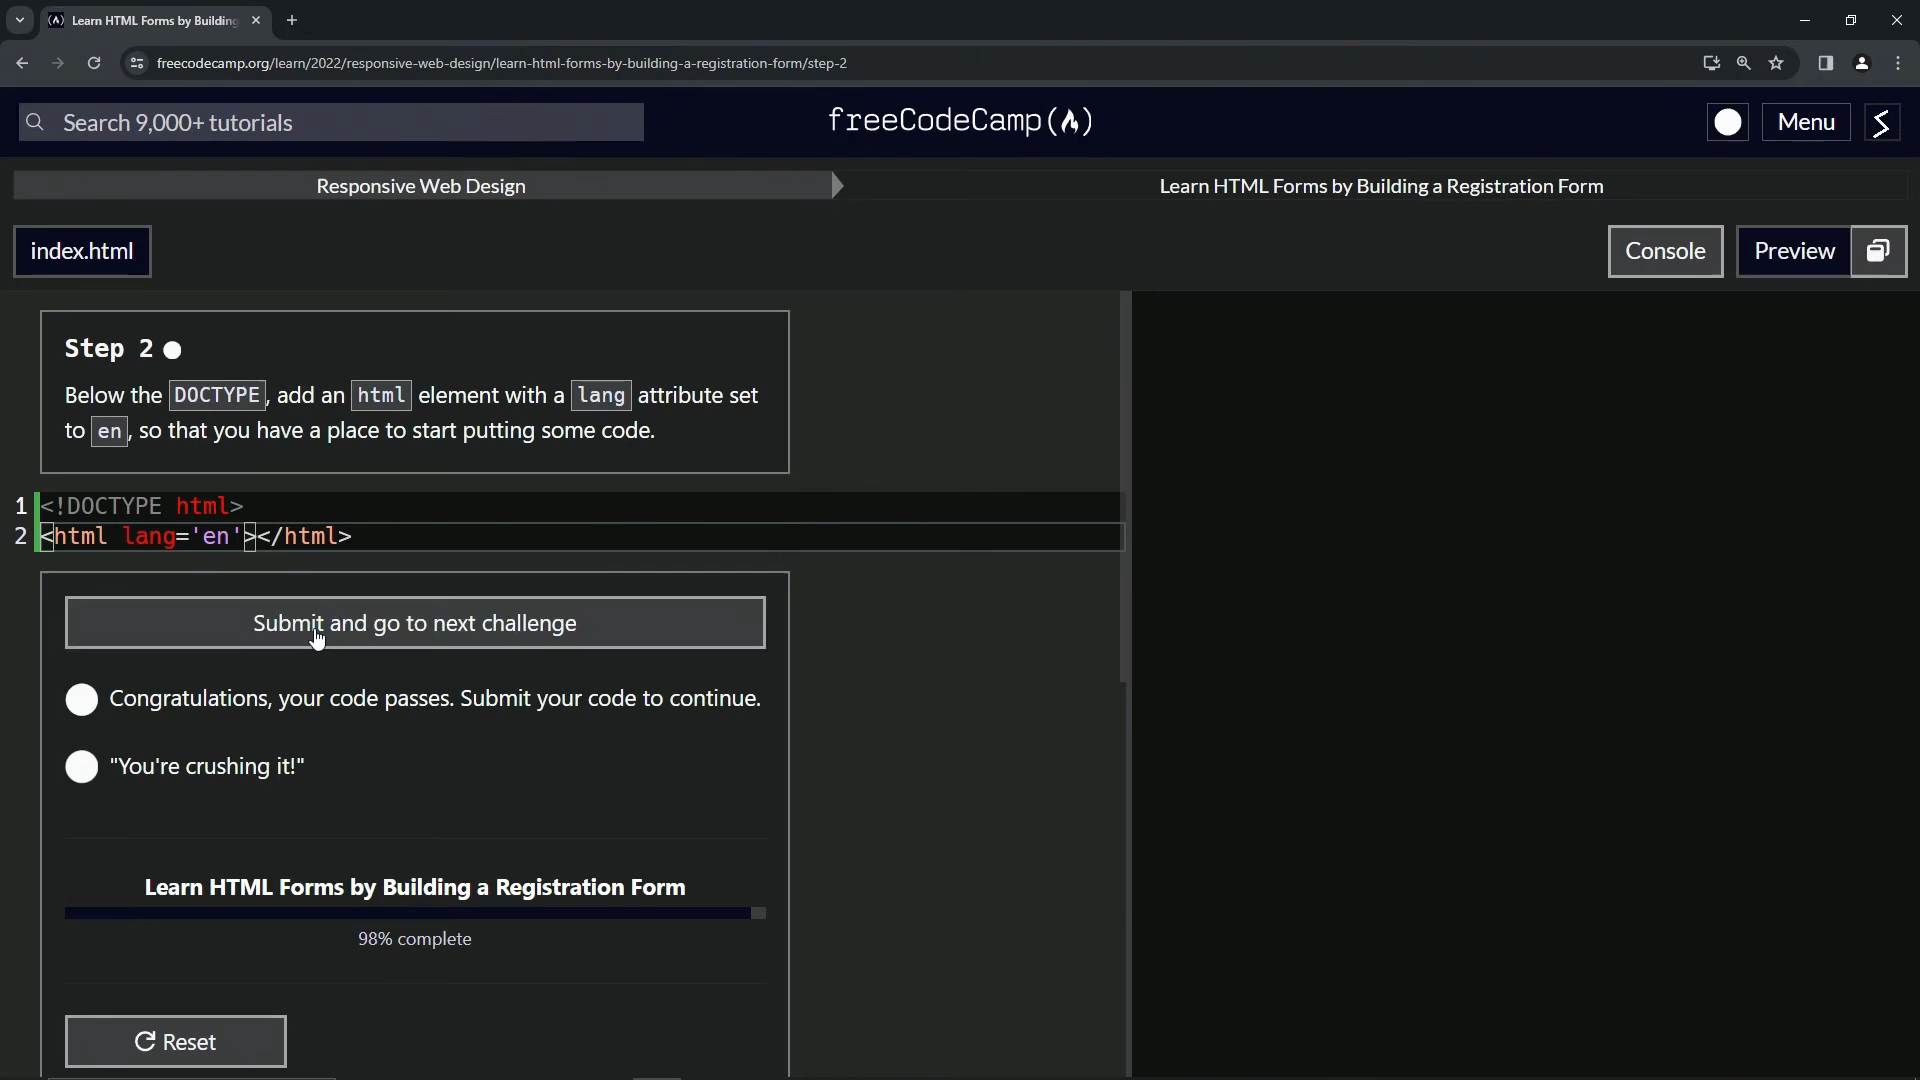 Learn HTML Forms by Building
freecodecamp.org/learn/2022/responsive-web-design/learn-html-forms-by-building-a-registration-form/step-2
Search 9,000+ tutorials
freeCodeCamp
Menu
Responsive Web Design
Learn HTML Forms by Building a Registration Form
index.html
Console
Preview
Step 2
Below the DOCTYPE, add an html element with a lang attribute set
to en, so that you have a place to start putting some code.
1 <!DOCTYPE html>
2 <html lang='en'></html>
Submit and go to next challenge
Congratulations, your code passes. Submit your code to continue.
"You're crushing it!"
Learn HTML Forms by Building a Registration Form
98% complete
Reset